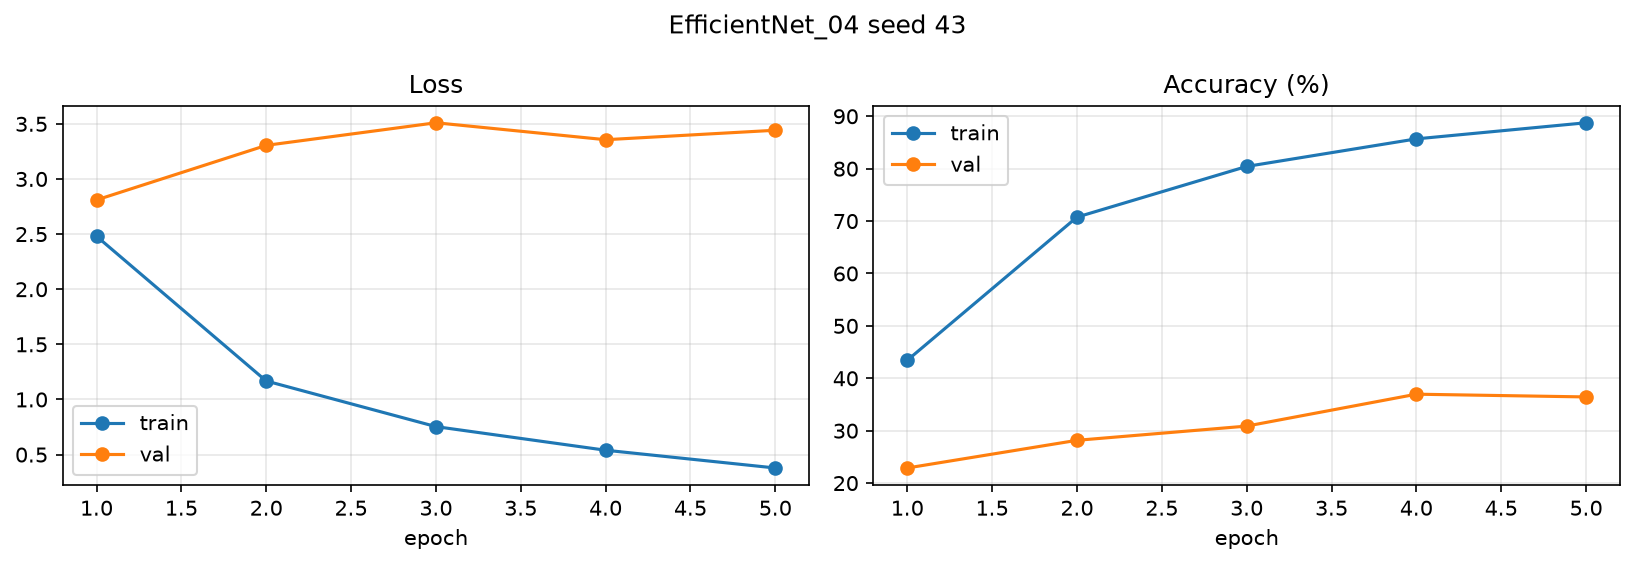 EfficientNet_04 seed 43
Loss
3.5
3.0
2.5
2.0
1.5
1.0
0.5
train
val
1.0 1.5 2.0 2.5 3.0 3.5 4.0 4.5 5.0
epoch
Accuracy (%)
90
80
70
60
50
40
30
20
train
val
1.0 1.5 2.0 2.5 3.0 3.5 4.0 4.5 5.0
epoch